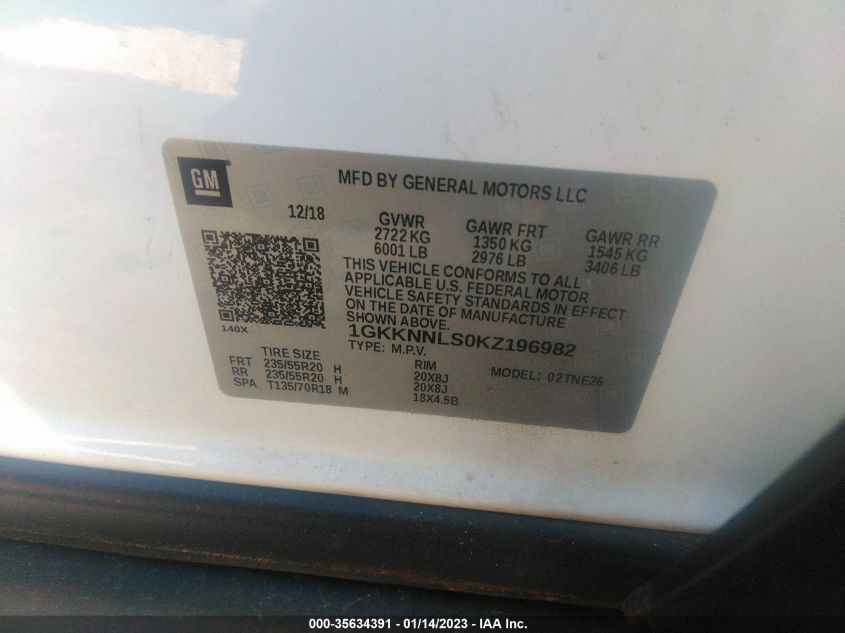 GM ®
MFD BY GENERAL MOTORS LLC
12/18 GVWR GAWR FRT GAWR RR
2722 KG 1350 KG 1545 KG
6001 LB 2976 LB 3406 LB
THIS VEHICLE CONFORMS TO ALL
APPLICABLE U.S. FEDERAL MOTOR
VEHICLE SAFETY STANDARDS IN EFFECT
ON THE DATE OF MANUFACTURE
SHOWN ABOVE.
140X
1GKKNNLS0KZ196982
TYPE: M.P.V.
TIRE SIZE RIM MODEL: 02TNE26
FRT 235/55R20 H 20X8J
RR 235/55R20 H 20X8J
SPA T135/70R18 M 18X4.5B
000-35634391 - 01/14/2023 - IAA Inc.